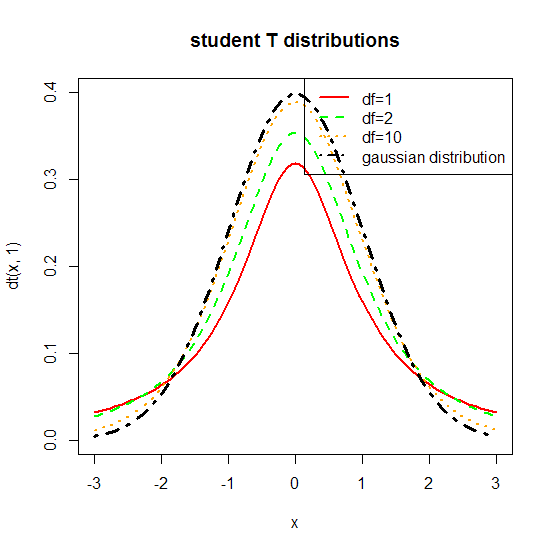 student T distributions
df=1
df=2
df=10
gaussian distribution
dt(x, 1)
0.4
0.3
0.2
0.1
0.0
-3 -2 -1 0 1 2 3
x